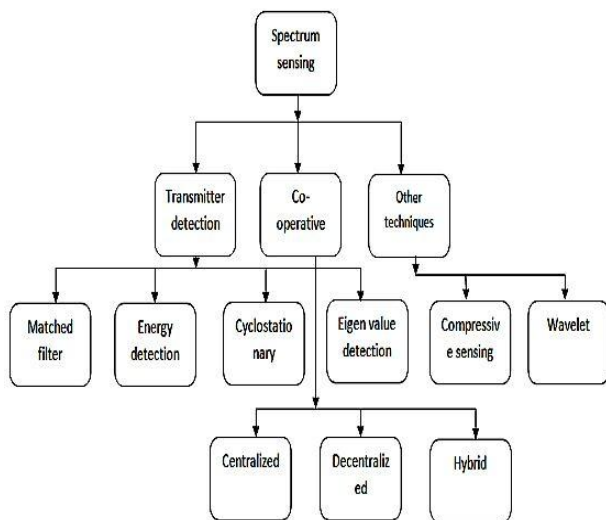 Spectrum
sensing
Transmitter
detection
Co-
operative
Other
techniques
Matched
filter
Energy
detection
Cyclostatio
nary
Eigen value
detection
Compressiv
e sensing
Wavelet
Centralized
Decentraliz
ed
Hybrid